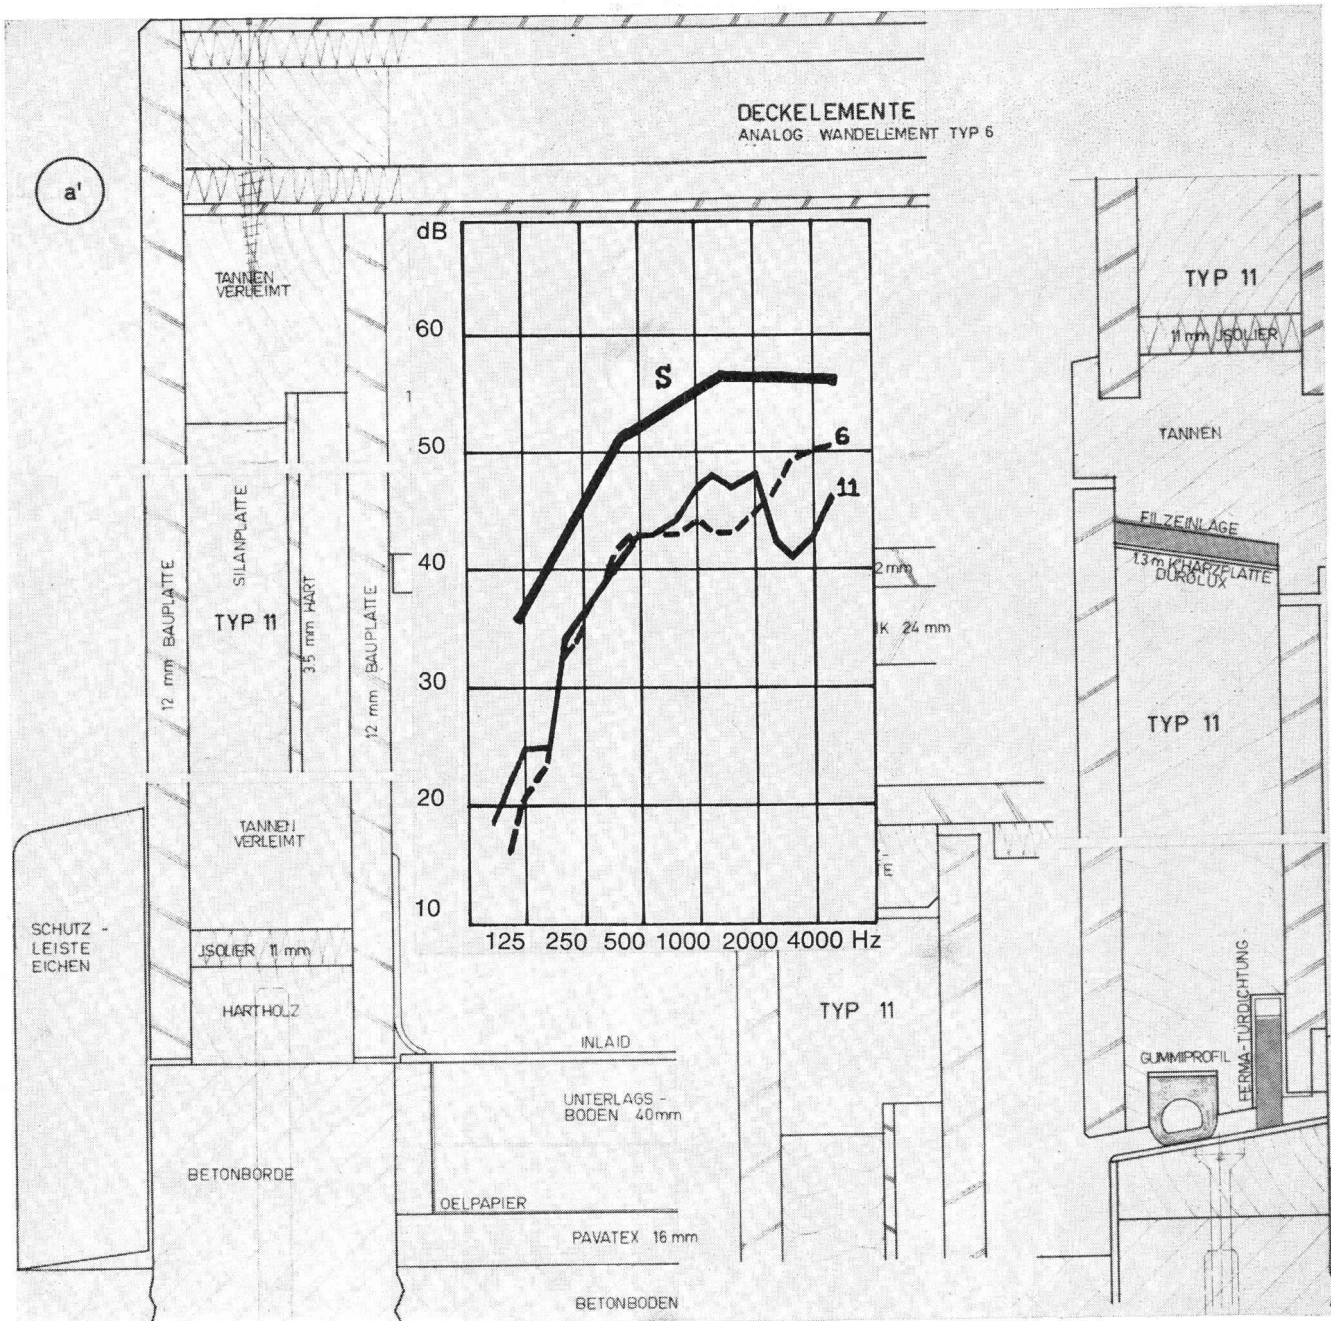 DECKELEMENTE
ANALOG. WANDELEMENT TYP 6
a'
TANNEN
VERLEIMT
12 mm BAUPLATTE
SILANPLATTE
TYP 11
3.5 mm HART
12 mm BAUPLATTE
TANNEN
VERLEIMT
SCHUTZ -
LEISTE
EICHEN
JSOLIER 11 mm
HARTHOLZ
BETONBORDE
dB
60
50
40
30
20
10
S
6
11
125 250 500 1000 2000 4000 Hz
2 mm
IK 24 mm
TE
INLAID
UNTERLAGS -
BODEN 40mm
OELPAPIER
PAVATEX 16 mm
BETONBODEN
TYP 11
TYP 11
11 mm JSOLIER
TANNEN
FILZEINLAGE
DUROLUX
TYP 11
GUMMIPROFIL
FERMA-TÜRDICHTUNG